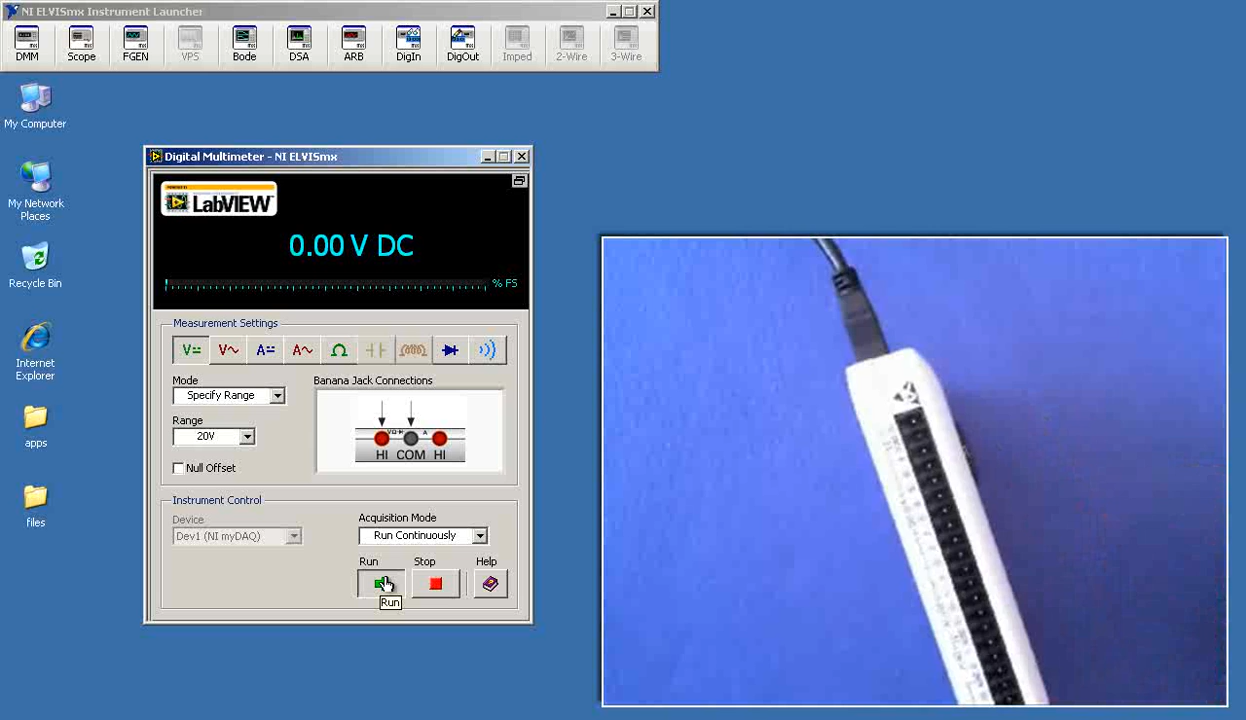 NI ELVISmx Instrument Launcher
DMM Scope FGEN VPS Bode DSA ARB DigIn DigOut Imped 2-Wire 3-Wire
My Computer
My Network
Places
Recycle Bin
Internet
Explorer
apps
files
Digital Multimeter - NI ELVISmx
LabVIEW
0.00 V DC
% FS
Measurement Settings
V V A A Ω
Mode
Specify Range
Banana Jack Connections
Range
20V
HI COM HI
Null Offset
Instrument Control
Device
Dev1 (NI myDAQ)
Acquisition Mode
Run Continuously
Run Stop Help
Run